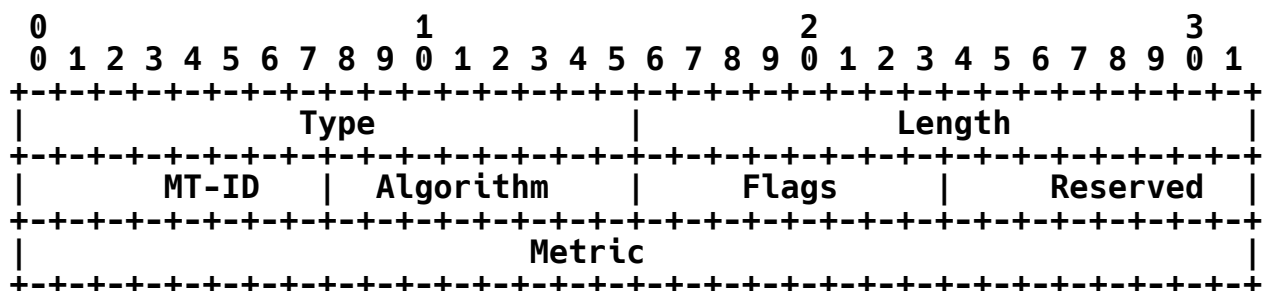 0                   1                   2                   3
 0 1 2 3 4 5 6 7 8 9 0 1 2 3 4 5 6 7 8 9 0 1 2 3 4 5 6 7 8 9 0 1
+-+-+-+-+-+-+-+-+-+-+-+-+-+-+-+-+-+-+-+-+-+-+-+-+-+-+-+-+-+-+-+-+
|              Type             |             Length            |
+-+-+-+-+-+-+-+-+-+-+-+-+-+-+-+-+-+-+-+-+-+-+-+-+-+-+-+-+-+-+-+-+
|       MT-ID   |  Algorithm    |     Flags     |     Reserved  |
+-+-+-+-+-+-+-+-+-+-+-+-+-+-+-+-+-+-+-+-+-+-+-+-+-+-+-+-+-+-+-+-+
|                          Metric                               |
+-+-+-+-+-+-+-+-+-+-+-+-+-+-+-+-+-+-+-+-+-+-+-+-+-+-+-+-+-+-+-+-+